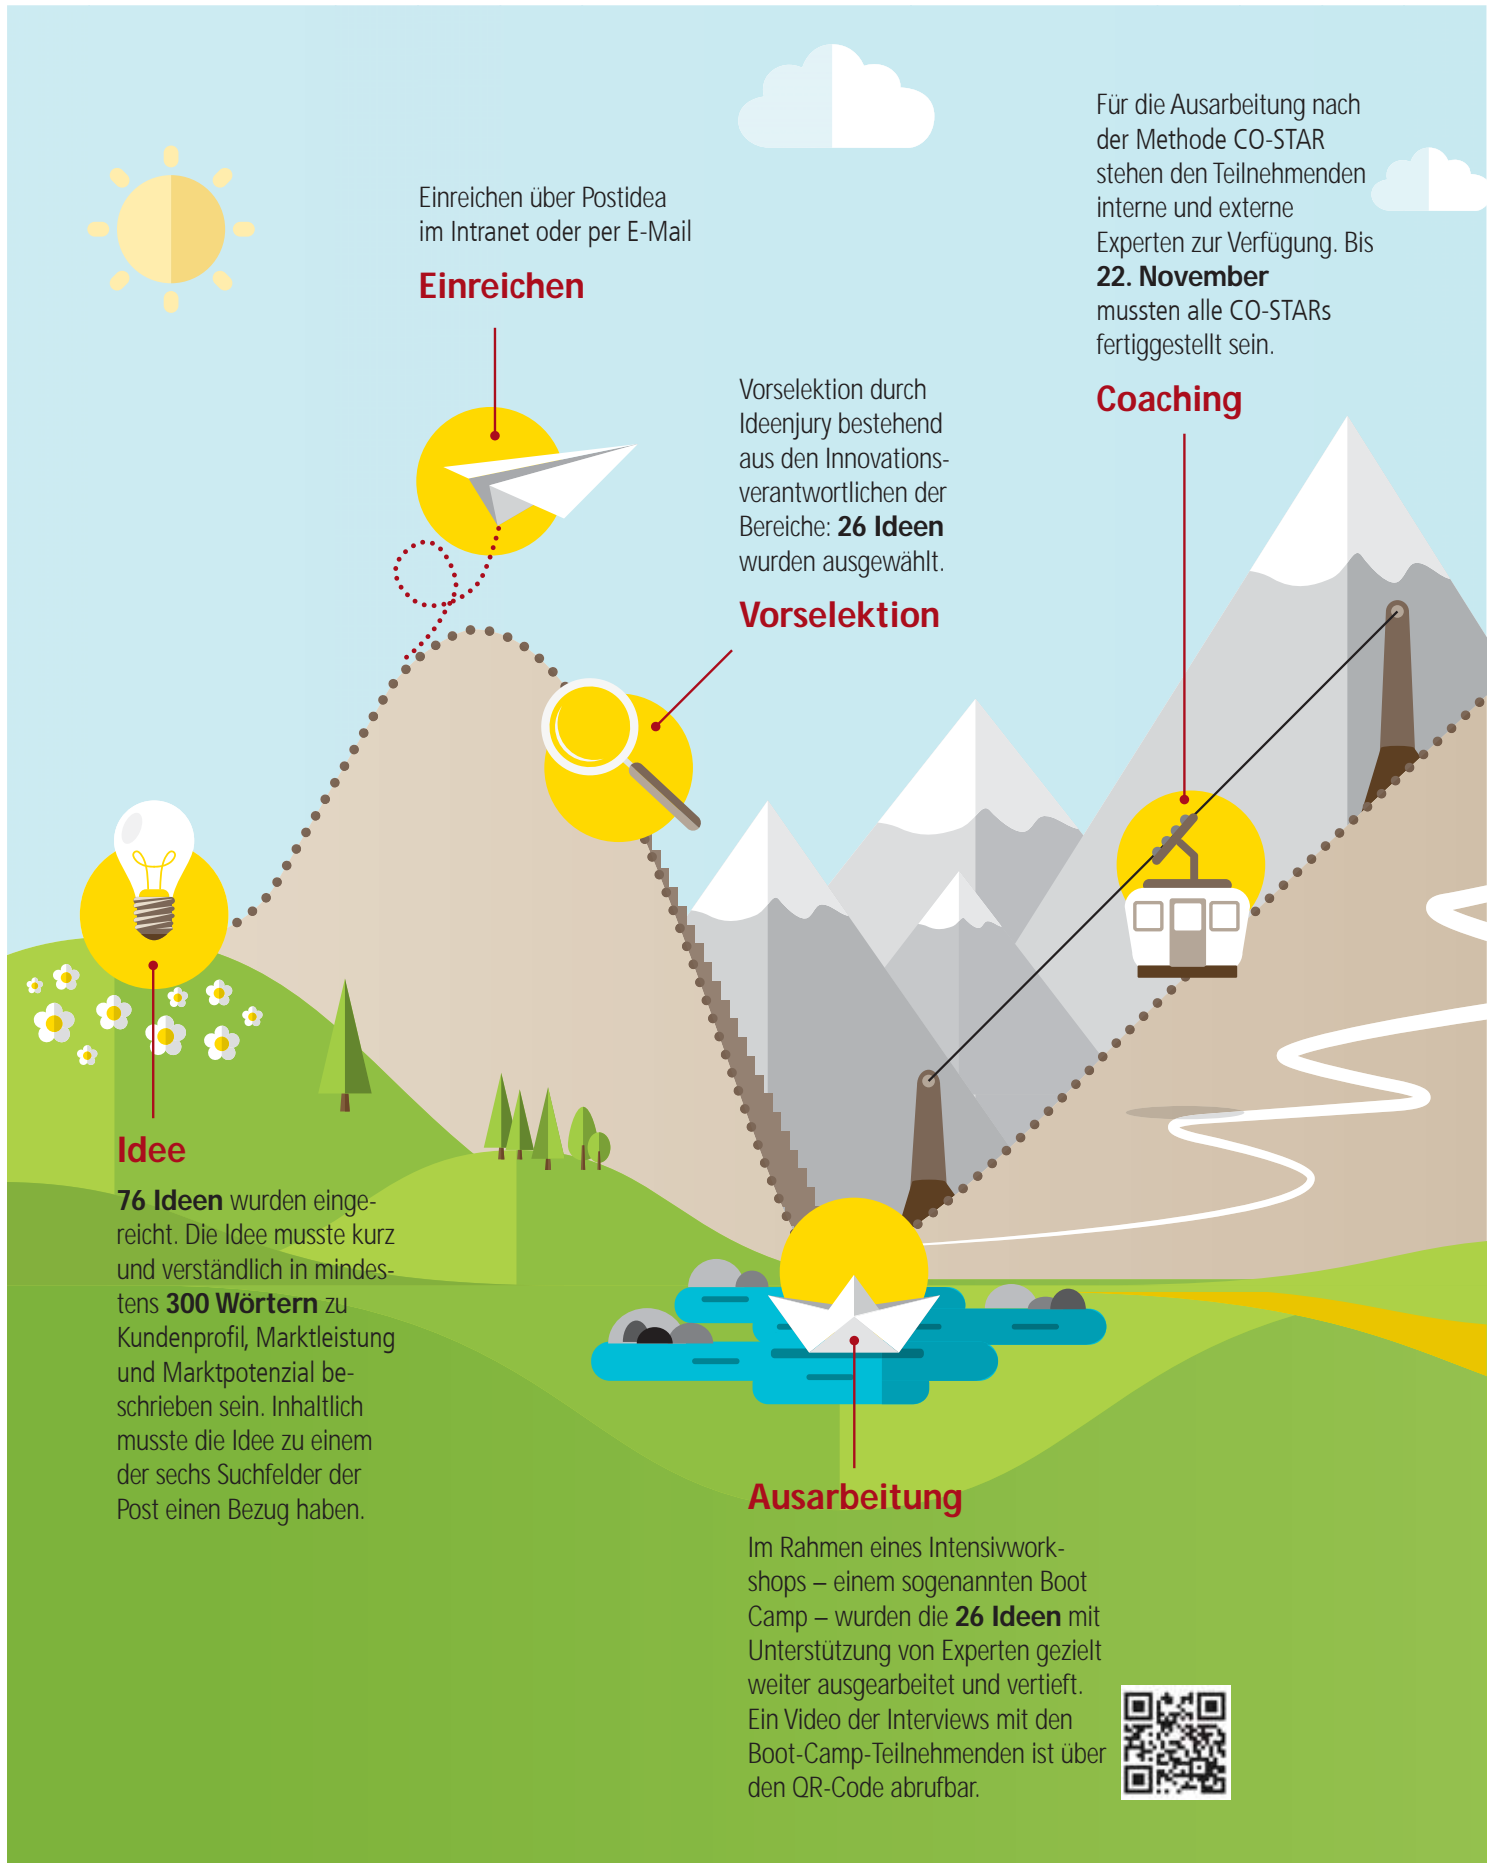 Einreichen über Postidea
im Intranet oder per E-Mail
Einreichen
Vorselektion durch
Ideenjury bestehend
aus den Innovations-
verantwortlichen der
Bereiche: 26 Ideen
wurden ausgewählt.
Vorselektion
Für die Ausarbeitung nach
der Methode CO-STAR
stehen den Teilnehmenden
interne und externe
Experten zur Verfügung. Bis
22. November
mussten alle CO-STARs
fertiggestellt sein.
Coaching
Idee
76 Ideen wurden einge-
reicht. Die Idee musste kurz
und verständlich in mindes-
tens 300 Wörtern zu
Kundenprofil, Marktleistung
und Marktpotenzial be-
schrieben sein. Inhaltlich
musste die Idee zu einem
der sechs Suchfelder der
Post einen Bezug haben.
Ausarbeitung
Im Rahmen eines Intensivwork-
shops – einem sogenannten Boot
Camp – wurden die 26 Ideen mit
Unterstützung von Experten gezielt
weiter ausgearbeitet und vertieft.
Ein Video der Interviews mit den
Boot-Camp-Teilnehmenden ist über
den QR-Code abrufbar.